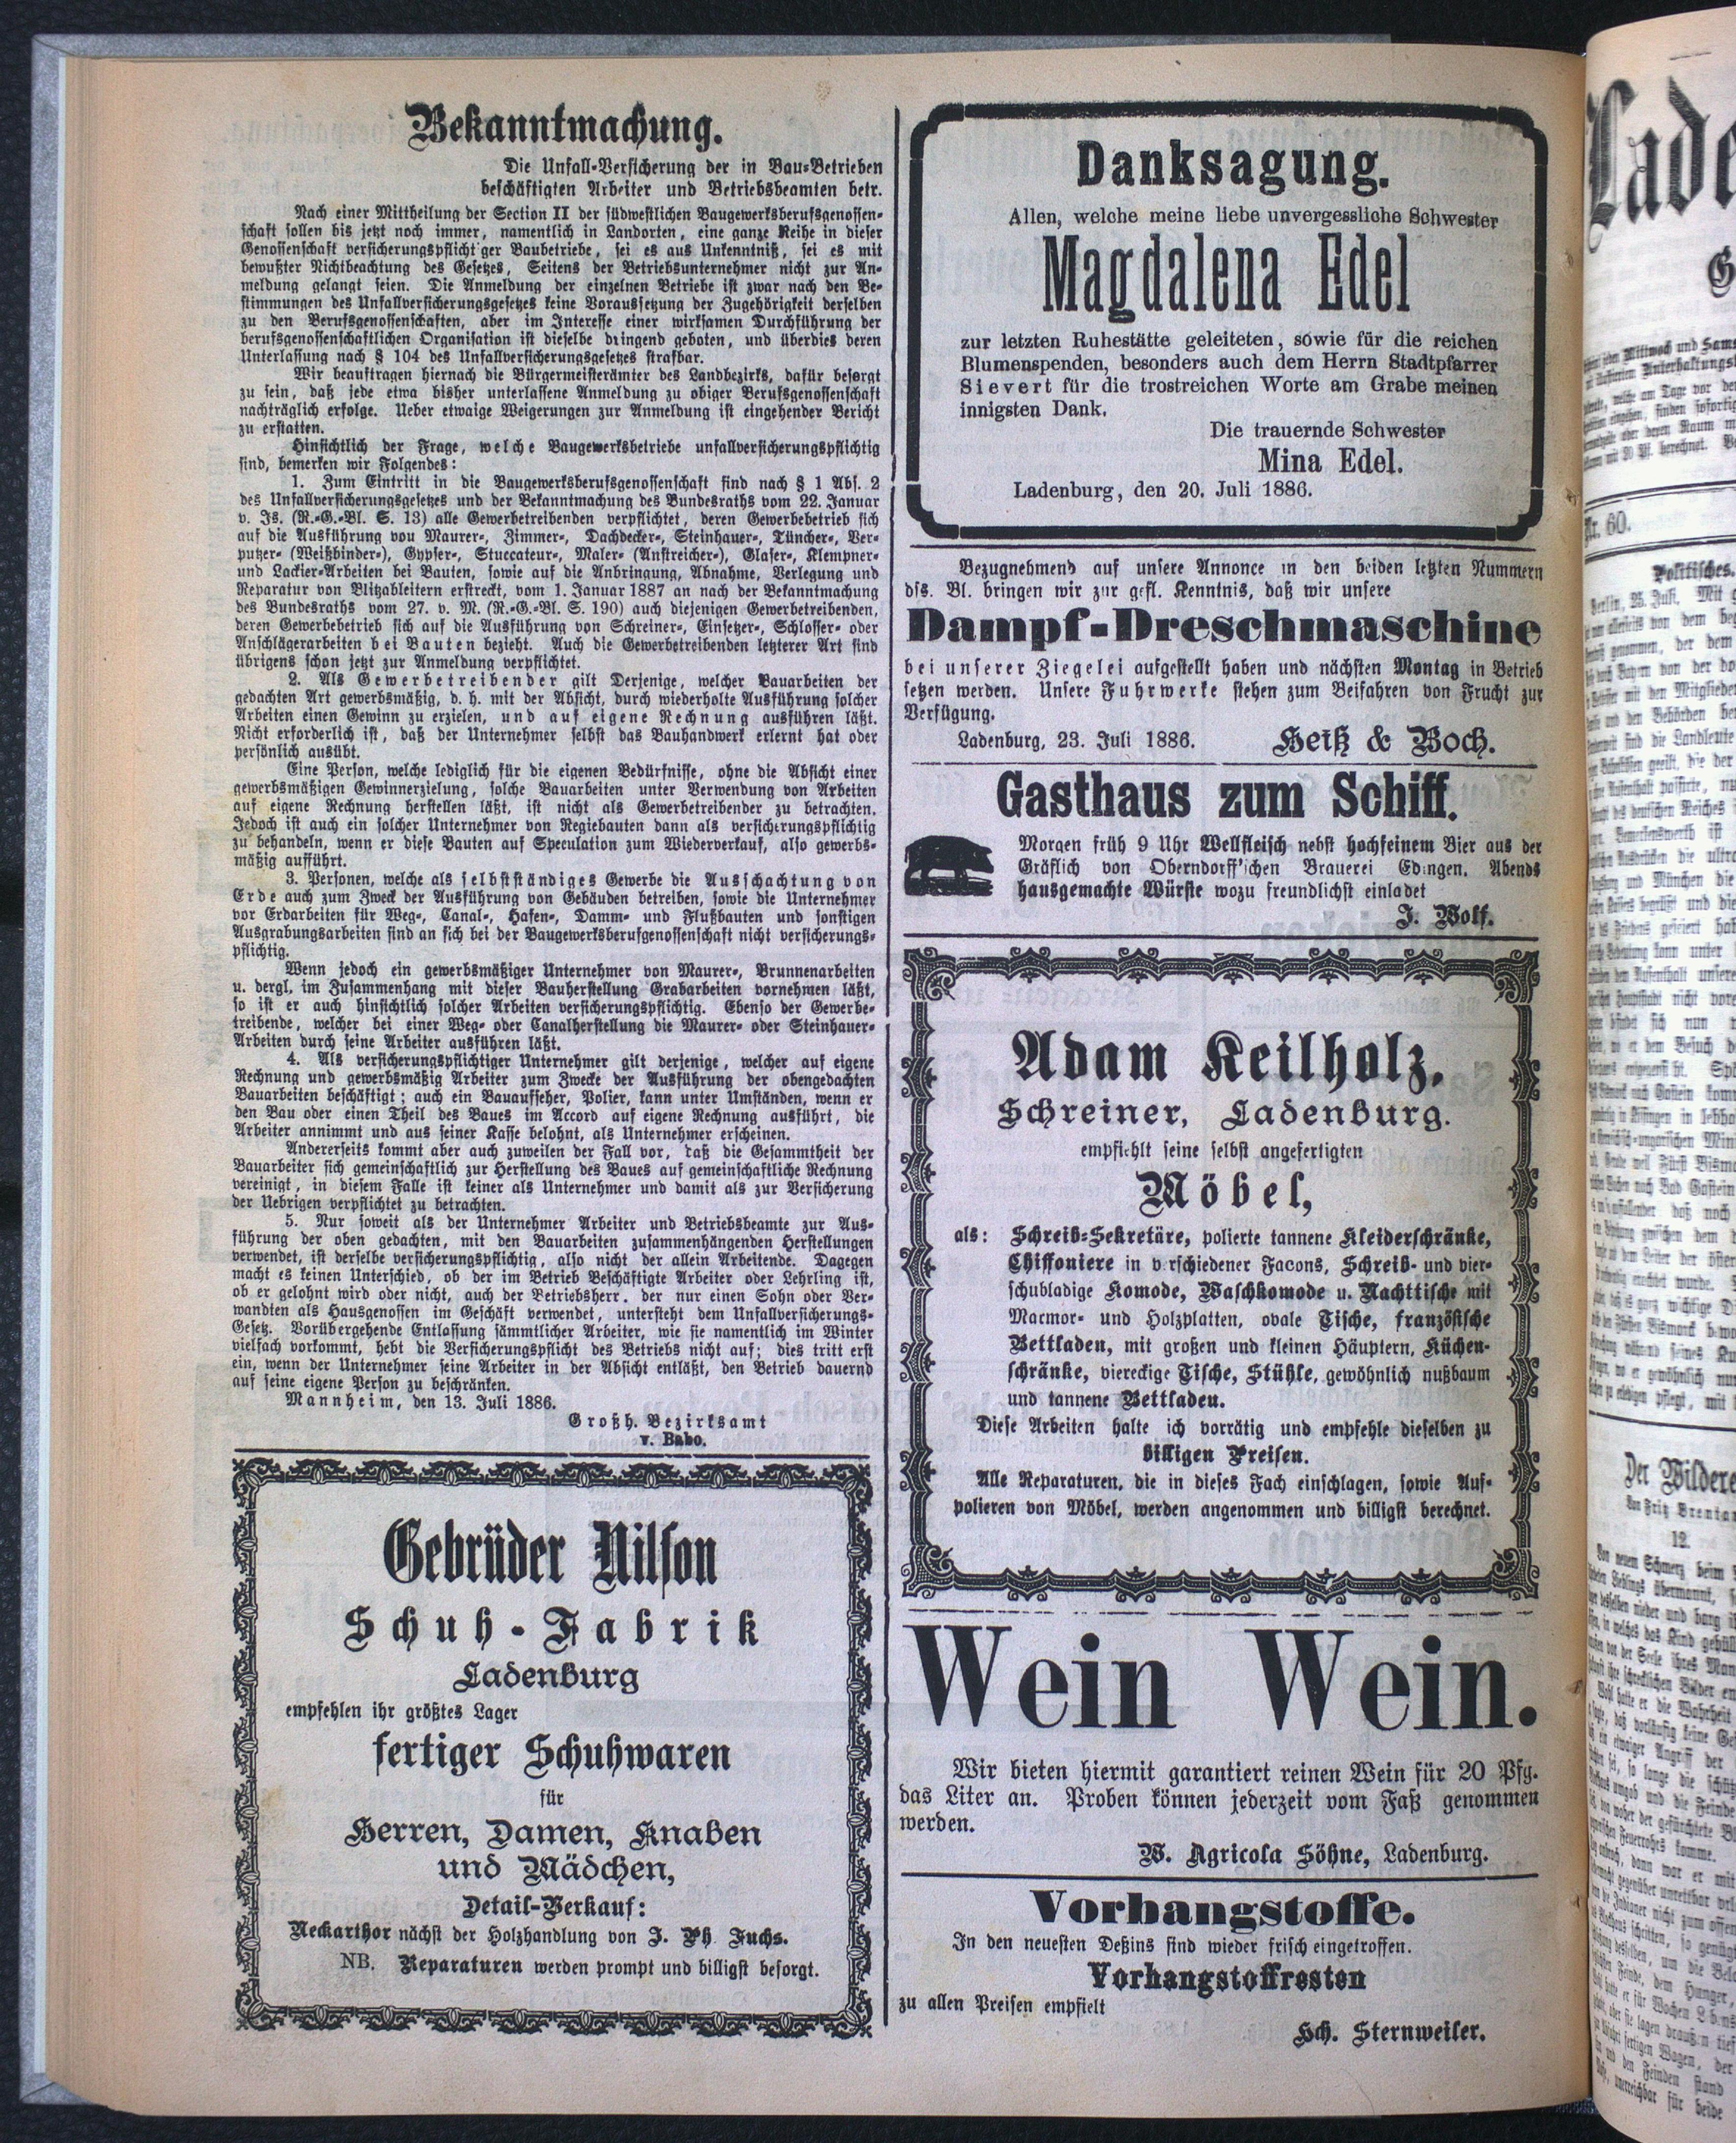 Bekanntmachung.
Die Unfall-Versicherung der in Bau-Betrieben
beschäftigten Arbeiter und Betriebsbeamten betr.
Nach einer Mittheilung der Section II der südwestlichen Baugewerksberufsgenossen-
schaft sollen bis jetzt noch immer, namentlich in Landorten, eine ganze Reihe in dieser
Genossenschaft versicherungspflicht'ger Baubetriebe, sei es aus Unkenntniß, sei es mit
bewußter Nichtbeachtung des Gesetzes, Seitens der Betriebsunternehmer nicht zur An-
meldung gelangt seien. Die Anmeldung der einzelnen Betriebe ist zwar nach den Be-
stimmungen des Unfallversicherungsgesetzes keine Voraussetzung der Zugehörigkeit derselben
zu den Berufsgenossenschaften, aber im Interesse einer wirksamen Durchführung der
berufsgenossenschaftlichen Organisation ist dieselbe dringend geboten, und überdies deren
Unterlassung nach § 104 des Unfallversicherungsgesetzes strafbar.
Wir beauftragen hiernach die Bürgermeisterämter des Landbezirks, dafür besorgt
zu sein, daß jede etwa bisher unterlassene Anmeldung zu obiger Berufsgenossenschaft
nachträglich erfolge. Ueber etwaige Weigerungen zur Anmeldung ist eingehender Bericht
zu erstatten.
Hinsichtlich der Frage, welche Baugewerksbetriebe unfallversicherungspflichtig
sind, bemerken wir Folgendes:
1. Zum Eintritt in die Baugewerksberufsgenossenschaft sind nach § 1 Abs. 2
des Unfallversicherungsgesetzes und der Bekanntmachung des Bundesraths vom 22. Januar
v. Js. (R.-G.-Bl. S. 13) alle Gewerbetreibenden verpflichtet, deren Gewerbebetrieb sich
auf die Ausführung vou Maurer-, Zimmer-, Dachdecker-, Steinhauer-, Tüncher-, Ver-
putzer- (Weißbinder-), Gypser-, Stuccateur-, Maler- (Anstreicher-), Glaser-, Klempner-
und Lackier-Arbeiten bei Bauten, sowie auf die Anbringung, Abnahme, Verlegung und
Reparatur von Blitzableitern erstreckt, vom 1. Januar 1887 an nach der Bekanntmachung
des Bundesraths vom 27. v. M. (R.-G.-Bl. S. 190) auch diejenigen Gewerbetreibenden,
deren Gewerbebetrieb sich auf die Ausführung von Schreiner-, Einsetzer-, Schlosser- oder
Anschlägerarbeiten bei Bauten bezieht. Auch die Gewerbetreibenden letzterer Art sind
übrigens schon jetzt zur Anmeldung verpflichtet.
2. Als Gewerbetreibender gilt Derjenige, welcher Bauarbeiten der
gedachten Art gewerbsmäßig, d. h. mit der Absicht, durch wiederholte Ausführung solcher
Arbeiten einen Gewinn zu erzielen, und auf eigene Rechnung ausführen läßt.
Nicht erforderlich ist, daß der Unternehmer selbst das Bauhandwerk erlernt hat oder
persönlich ausübt.
Eine Person, welche lediglich für die eigenen Bedürfnisse, ohne die Absicht einer
gewerbsmäßigen Gewinnerzielung, solche Bauarbeiten unter Verwendung von Arbeiten
auf eigene Rechnung herstellen läßt, ist nicht als Gewerbetreibender zu betrachten.
Jedoch ist auch ein solcher Unternehmer von Regiebauten dann als versicherungspflichtig
zu behandeln, wenn er diese Bauten auf Speculation zum Wiederverkauf, also gewerbs-
mäßig aufführt.
3. Personen, welche als selbstständiges Gewerbe die Ausschachtung von
Erde auch zum Zweck der Ausführung von Gebäuden betreiben, sowie die Unternehmer
vor Erdarbeiten für Weg-, Canal-, Hafen-, Damm- und Flußbauten und sonstigen
Ausgrabungsarbeiten sind an sich bei der Baugewerksberufgenossenschaft nicht versicherungs-
pflichtig.
Wenn jedoch ein gewerbsmäßiger Unternehmer von Maurer-, Brunnenarbeiten
u. dergl. im Zusammenhang mit dieser Bauherstellung Grabarbeiten vornehmen läßt,
so ist er auch hinsichtlich solcher Arbeiten versicherungspflichtig. Ebenso der Gewerbe-
treibende, welcher bei einer Weg- oder Canalherstellung die Maurer- oder Steinhauer-
Arbeiten durch seine Arbeiter ausführen läßt.
4. Als versicherungspflichtiger Unternehmer gilt derjenige, welcher auf eigene
Rechnung und gewerbsmäßig Arbeiter zum Zwecke der Ausführung der obengedachten
Bauarbeiten beschäftigt; auch ein Bauaufseher, Polier, kann unter Umständen, wenn er
den Bau oder einen Theil des Baues im Accord auf eigene Rechnung ausführt, die
Arbeiter annimmt und aus seiner Kasse belohnt, als Unternehmer erscheinen.
Andererseits kommt aber auch zuweilen der Fall vor, daß die Gesammtheit der
Bauarbeiter sich gemeinschaftlich zur Herstellung des Baues auf gemeinschaftliche Rechnung
vereinigt, in diesem Falle ist keiner als Unternehmer und damit als zur Versicherung
der Uebrigen verpflichtet zu betrachten.
5. Nur soweit als der Unternehmer Arbeiter und Betriebsbeamte zur Aus-
führung der oben gedachten, mit den Bauarbeiten zusammenhängenden Herstellungen
verwendet, ist derselbe versicherungspflichtig, also nicht der allein Arbeitende. Dagegen
macht es keinen Unterschied, ob der im Betrieb Beschäftigte Arbeiter oder Lehrling ist,
ob er gelohnt wird oder nicht, auch der Betriebsherr. der nur einen Sohn oder Ver-
wandten als Hausgenossen im Geschäft verwendet, untersteht dem Unfallversicherungs-
Gesetz. Vorübergehende Entlassung sämmtlicher Arbeiter, wie sie namentlich im Winter
vielfach vorkommt, hebt die Versicherungspflicht des Betriebs nicht auf; dies tritt erst
ein, wenn der Unternehmer seine Arbeiter in der Absicht entläßt, den Betrieb dauernd
auf seine eigene Person zu beschränken.
Mannheim, den 13. Juli 1886.
Großh. Bezirksamt
v. Babo.
Gebrüder Nilson
Schuh-Fabrik
Ladenburg
empfehlen ihr größtes Lager
fertiger Schuhwaren
für
Herren, Damen, Knaben
und Mädchen,
Detail-Verkauf:
Neckarthor nächst der Holzhandlung von J. Ph. Fuchs.
NB. Reparaturen werden prompt und billigst besorgt.
Danksagung.
Allen, welche meine liebe unvergessliche Schwester
Magdalena Edel
zur letzten Ruhestätte geleiteten, sowie für die reichen
Blumenspenden, besonders auch dem Herrn Stadtpfarrer
Sievert für die trostreichen Worte am Grabe meinen
innigsten Dank.
Die trauernde Schwester
Mina Edel.
Ladenburg, den 20. Juli 1886.
Bezugnehmend auf unsere Annonce in den beiden letzten Nummern
dss. Bl. bringen wir zur gefl. Kenntnis, daß wir unsere
Dampf-Dreschmaschine
bei unserer Ziegelei aufgestellt haben und nächsten Montag in Betrieb
setzen werden. Unsere Fuhrwerke stehen zum Beifahren von Frucht zur
Verfügung.
Ladenburg, 23. Juli 1886. Heiß & Boch.
Gasthaus zum Schiff.
Morgen früh 9 Uhr Wellfleisch nebst hochfeinem Bier aus der
Gräflich von Oberndorff'schen Brauerei Edingen. Abends
hausgemachte Würste wozu freundlichst einladet
J. Wolf.
Adam Keilholz,
Schreiner, Ladenburg.
empfiehlt seine selbst angefertigten
Möbel,
als: Schreib-Sekretäre, polierte tannene Kleiderschränke,
Chiffoniere in verschiedener Facons, Schreib- und vier-
schubladige Komode, Waschkomode u. Nachttische mit
Marmor- und Holzplatten, ovale Tische, französische
Bettladen, mit großen und kleinen Häuptern, Küchen-
schränke, viereckige Tische, Stühle, gewöhnlich nußbaum
und tannene Bettladen.
Diese Arbeiten halte ich vorrätig und empfehle dieselben zu
billigen Preisen.
Alle Reparaturen, die in dieses Fach einschlagen, sowie Auf-
polieren von Möbel, werden angenommen und billigst berechnet.
Wein Wein.
Wir bieten hiermit garantiert reinen Wein für 20 Pfg.
das Liter an. Proben können jederzeit vom Faß genommen
werden.
W. Agricola Söhne, Ladenburg.
Vorhangstoffe.
In den neuesten Deßins sind wieder frisch eingetroffen.
Vorhangstoffresten
zu allen Preisen empfielt
Hch. Sternweiler.
Lade
Nr. 60.
Politisches.
Der Wildere
12.